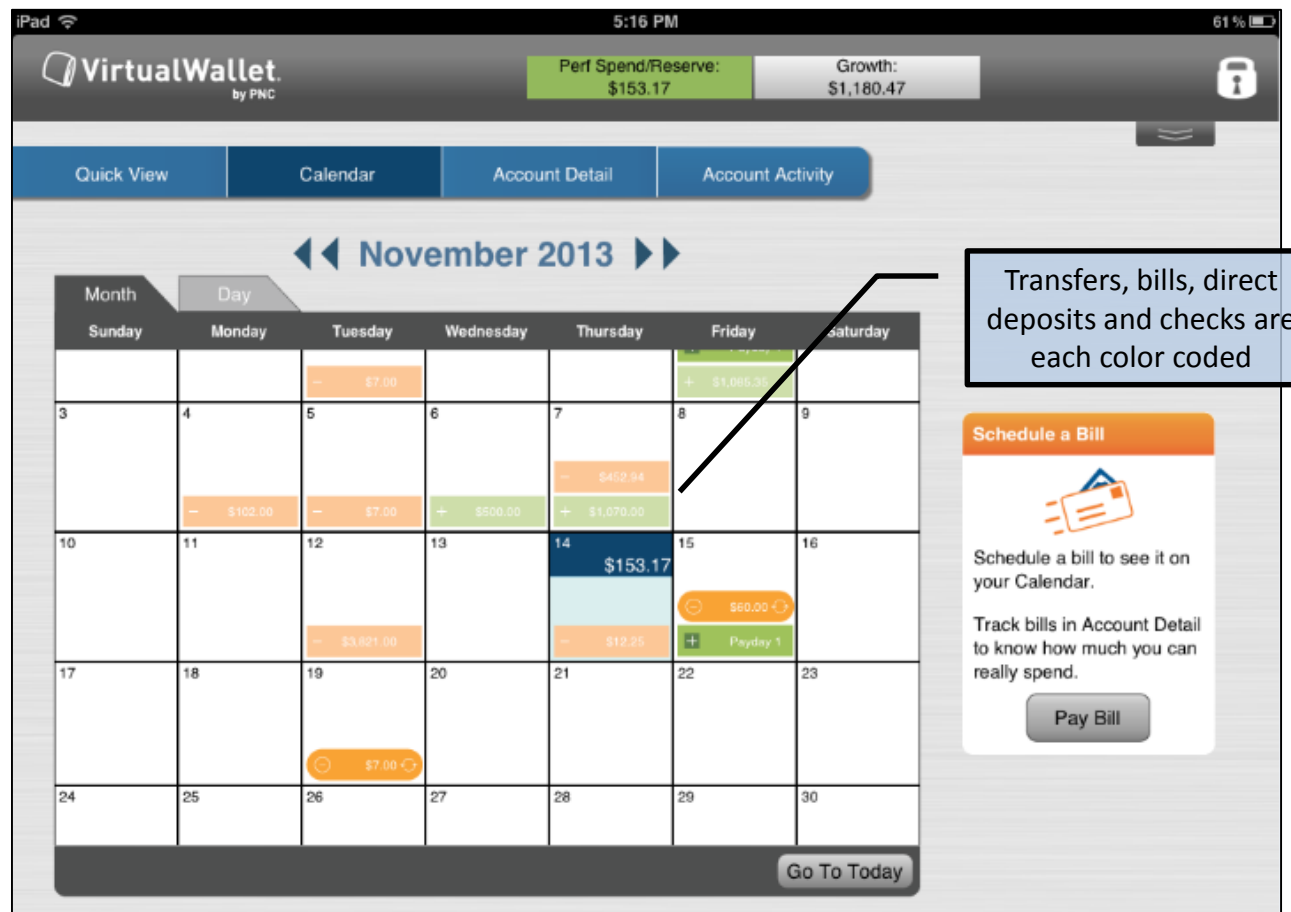 iPad 5:16 PM 61%
VirtualWallet.
by PNC
Perf Spend/Reserve:
$153.17
Growth:
$1,180.47
Quick View Calendar Account Detail Account Activity
November 2013
Month Day
Sunday Monday Tuesday Wednesday Thursday Friday Saturday
− $7.00 + $1,085.35
3 4 5 6 7 8 9
− $452.94
− $102.00 − $7.00 + $500.00 + $1,070.00
10 11 12 13 14 15 16
$153.17
− $60.00
− $3,821.00 − $12.25 + Payday 1
17 18 19 20 21 22 23
− $7.00
24 25 26 27 28 29 30
Go To Today
Transfers, bills, direct
deposits and checks are
each color coded
Schedule a Bill
Schedule a bill to see it on
your Calendar.
Track bills in Account Detail
to know how much you can
really spend.
Pay Bill